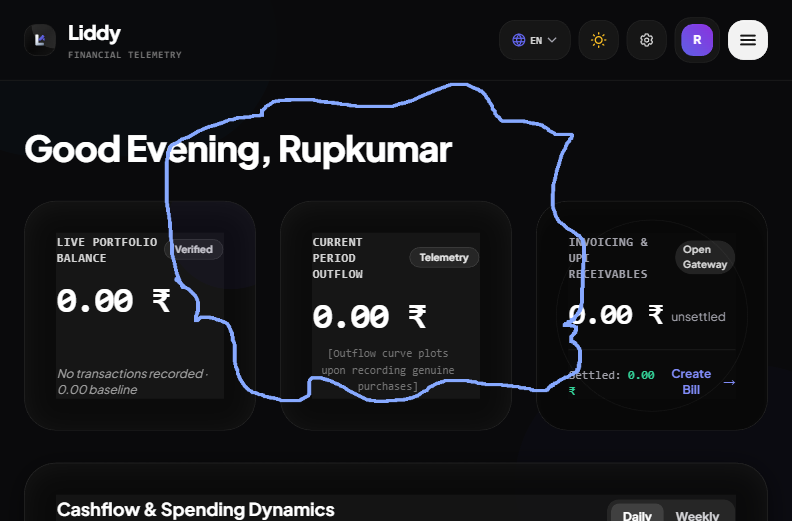 Liddy
FINANCIAL TELEMETRY
EN
R
Good Evening, Rupkumar
LIVE PORTFOLIO
BALANCE
Verified
0.00 ₹
No transactions recorded ·
0.00 baseline
CURRENT
PERIOD
OUTFLOW
Telemetry
0.00 ₹
[Outflow curve plots
upon recording genuine
purchases]
INVOICING &
UPI
RECEIVABLES
Open
Gateway
0.00 ₹ unsettled
Settled: 0.00
₹
Create
Bill →
Cashflow & Spending Dynamics
Daily
Weekly